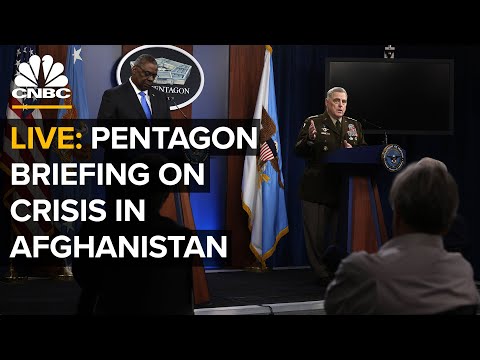 CNBC
PENTAGON
LIVE: PENTAGON
BRIEFING ON
CRISIS IN
AFGHANISTAN